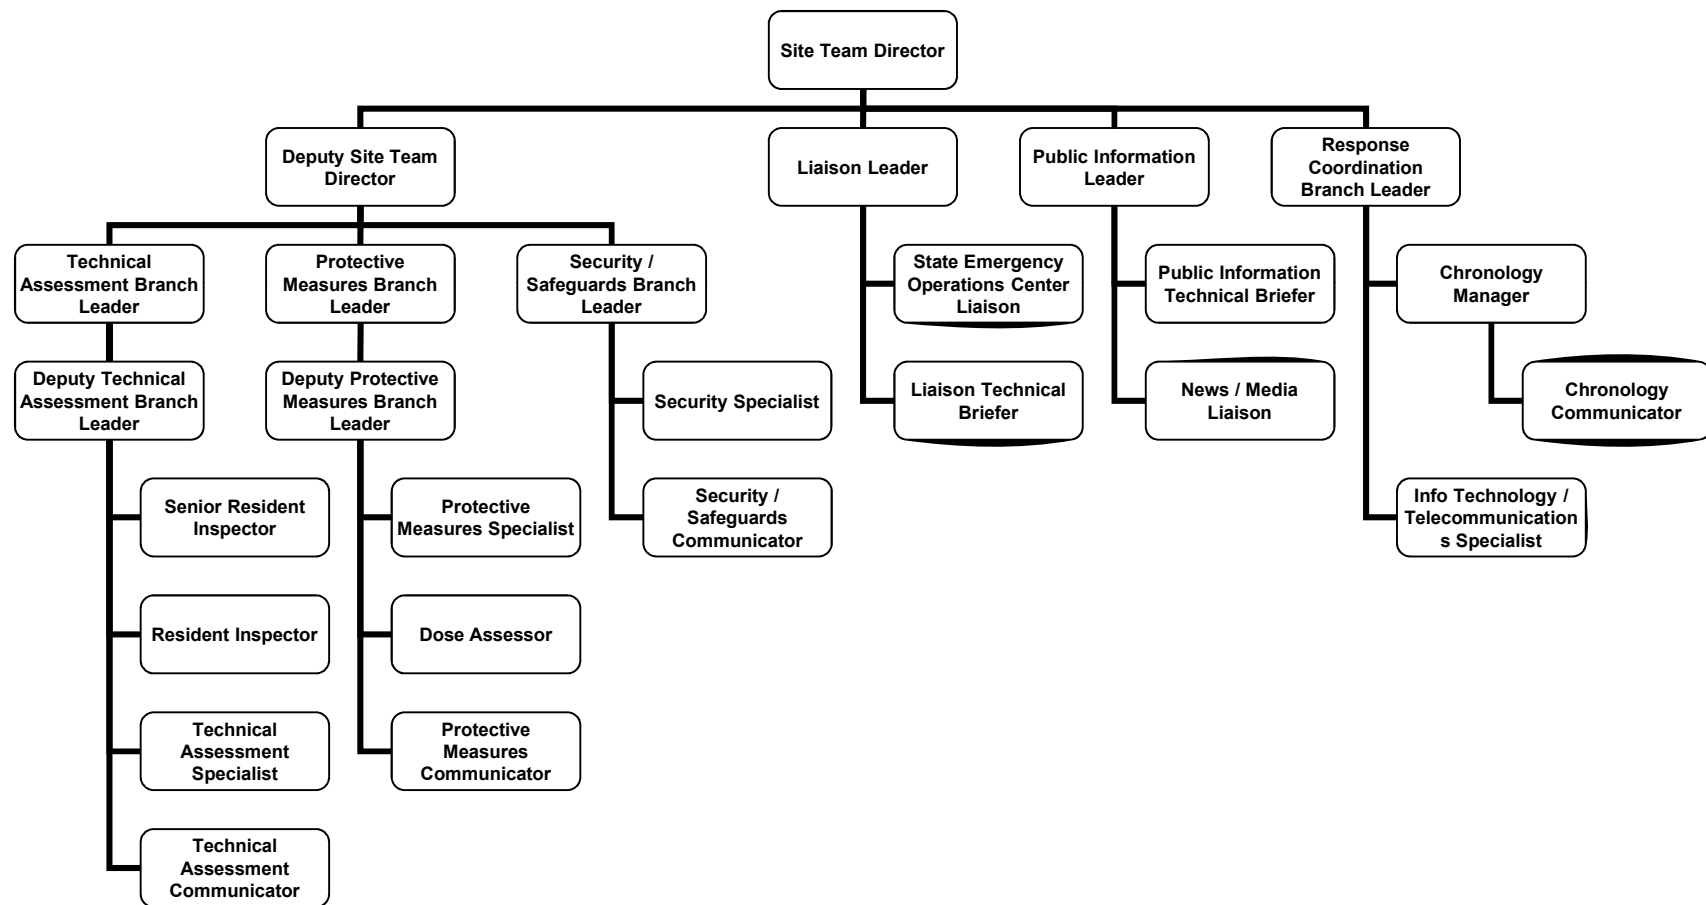 Site Team Director
Deputy Site Team
Director
Liaison Leader
Public Information
Leader
Response
Coordination
Branch Leader
Technical
Assessment Branch
Leader
Protective
Measures Branch
Leader
Security /
Safeguards Branch
Leader
State Emergency
Operations Center
Liaison
Public Information
Technical Briefer
Chronology
Manager
Deputy Technical
Assessment Branch
Leader
Deputy Protective
Measures Branch
Leader
Security Specialist
Liaison Technical
Briefer
News / Media
Liaison
Chronology
Communicator
Senior Resident
Inspector
Protective
Measures Specialist
Security /
Safeguards
Communicator
Info Technology /
Telecommunication
s Specialist
Resident Inspector
Dose Assessor
Technical
Assessment
Specialist
Protective
Measures
Communicator
Technical
Assessment
Communicator